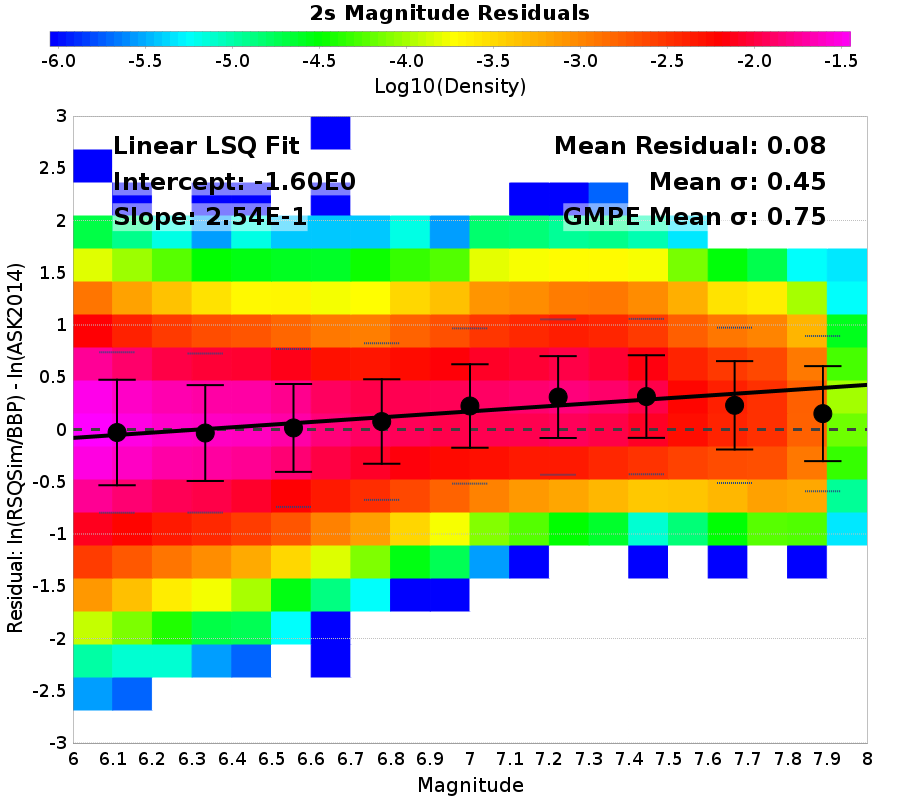 2s Magnitude Residuals
-6.0 -5.5 -5.0 -4.5 -4.0 -3.5 -3.0 -2.5 -2.0 -1.5
Log10(Density)
Linear LSQ Fit
Intercept: -1.60E0
Slope: 2.54E-1
Mean Residual: 0.08
Mean σ: 0.45
GMPE Mean σ: 0.75
Residual: ln(RSQSim/BBP) - ln(ASK2014)
3
2.5
2
1.5
1
0.5
0
-0.5
-1
-1.5
-2
-2.5
-3
6 6.1 6.2 6.3 6.4 6.5 6.6 6.7 6.8 6.9 7 7.1 7.2 7.3 7.4 7.5 7.6 7.7 7.8 7.9 8
Magnitude